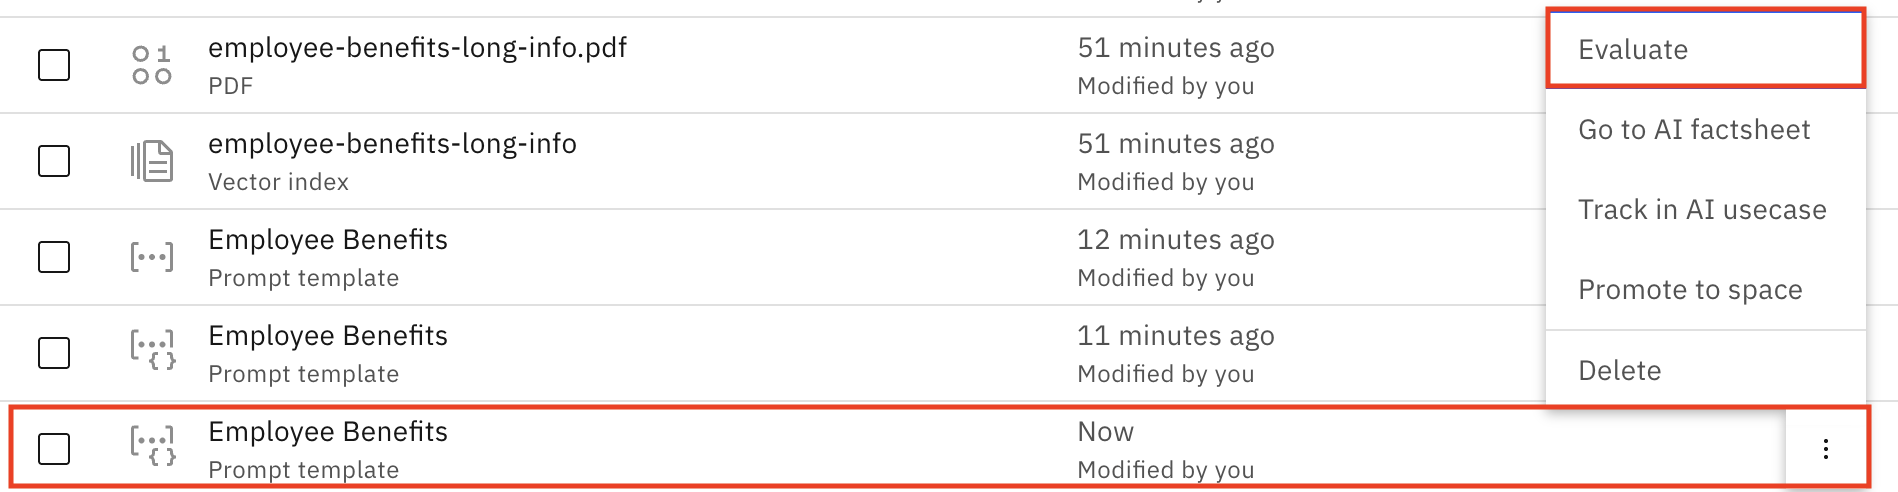 employee-benefits-long-info.pdf
PDF
51 minutes ago
Modified by you
employee-benefits-long-info
Vector index
51 minutes ago
Modified by you
Employee Benefits
Prompt template
12 minutes ago
Modified by you
Employee Benefits
Prompt template
11 minutes ago
Modified by you
Employee Benefits
Prompt template
Now
Modified by you
Evaluate
Go to AI factsheet
Track in AI usecase
Promote to space
Delete